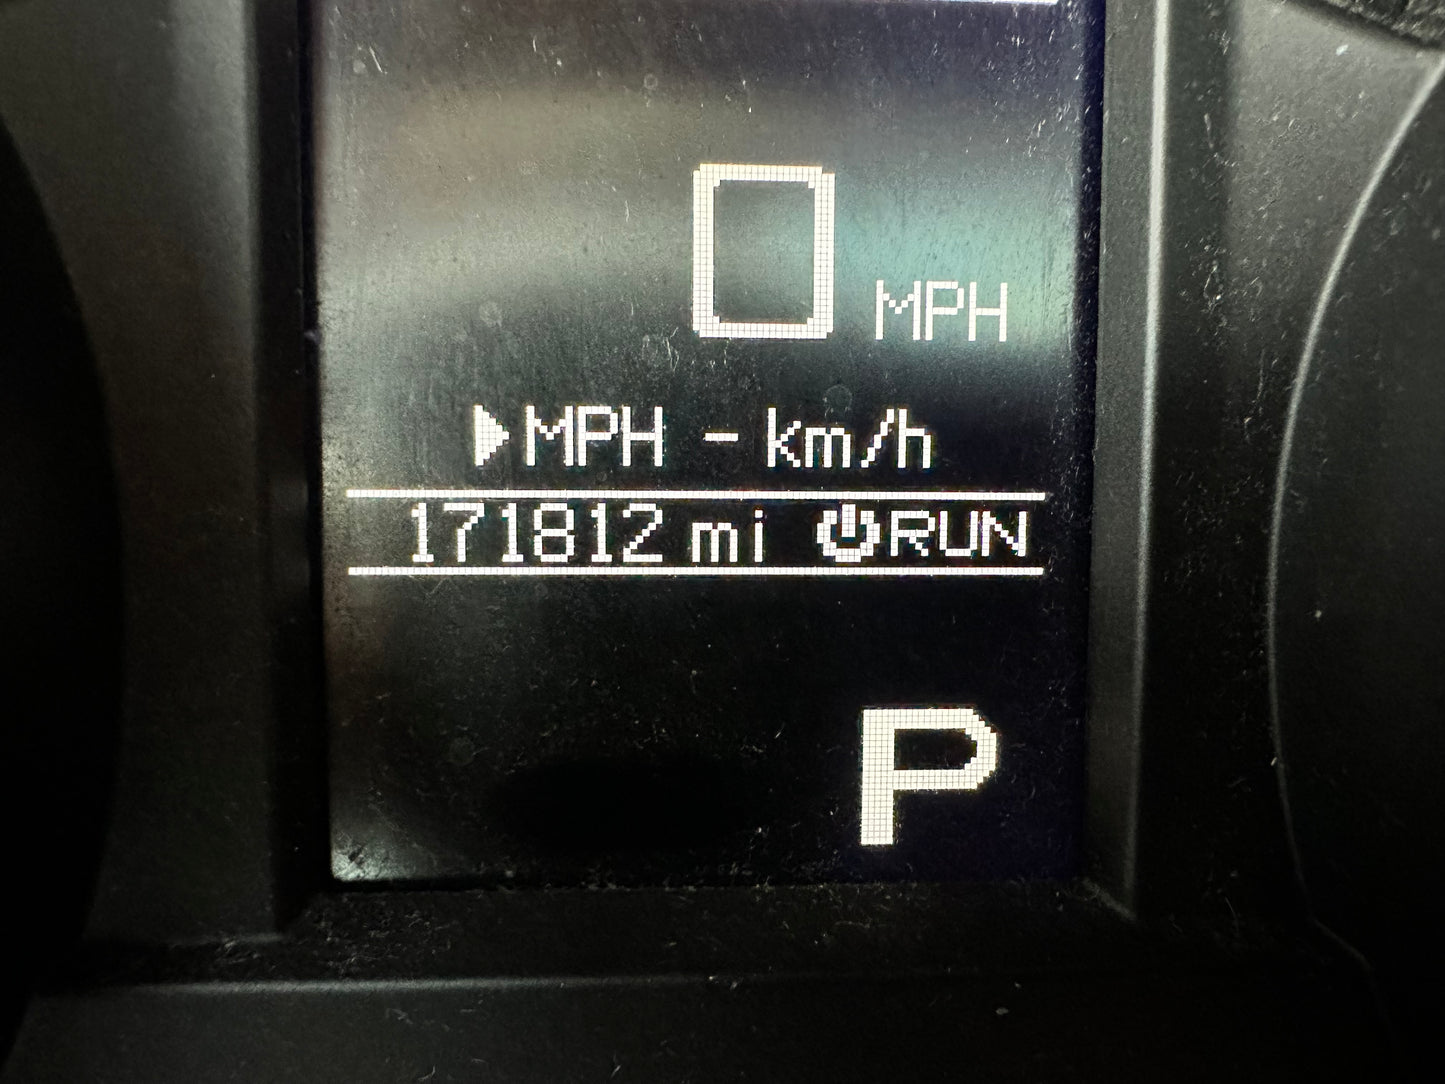 0 MPH
▶MPH - km/h
171812 mi ⏻RUN
P